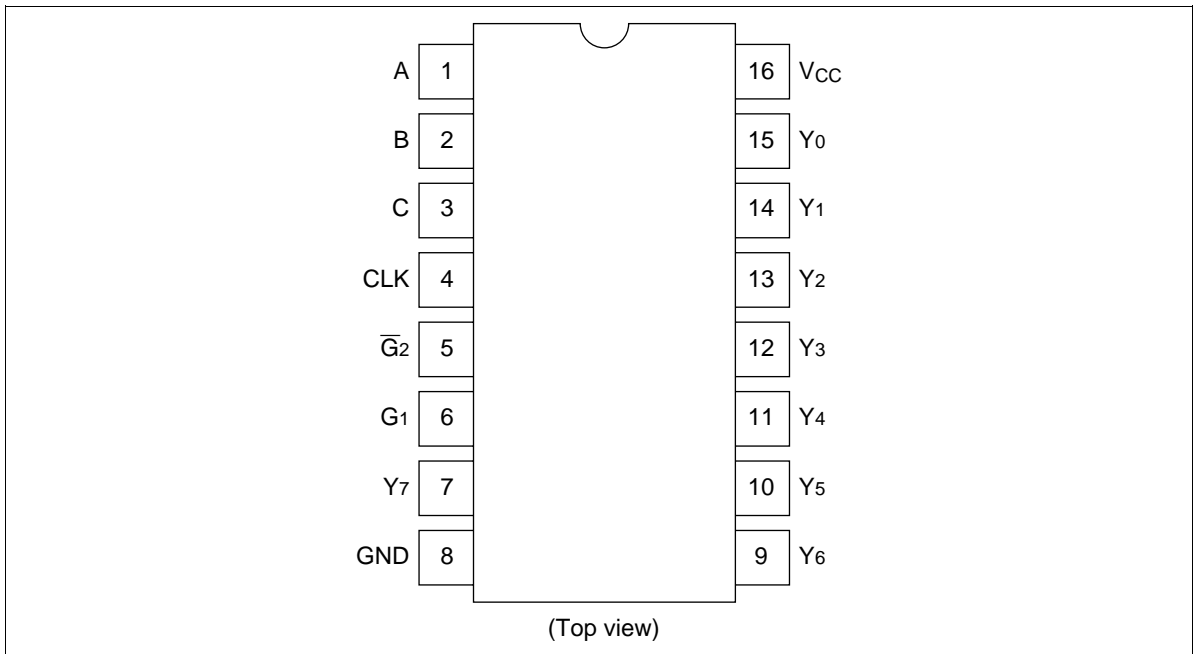 A 1 16 VCC
B 2 15 Y0
C 3 14 Y1
CLK 4 13 Y2
G̅2 5 12 Y3
G1 6 11 Y4
Y7 7 10 Y5
GND 8 9 Y6
(Top view)